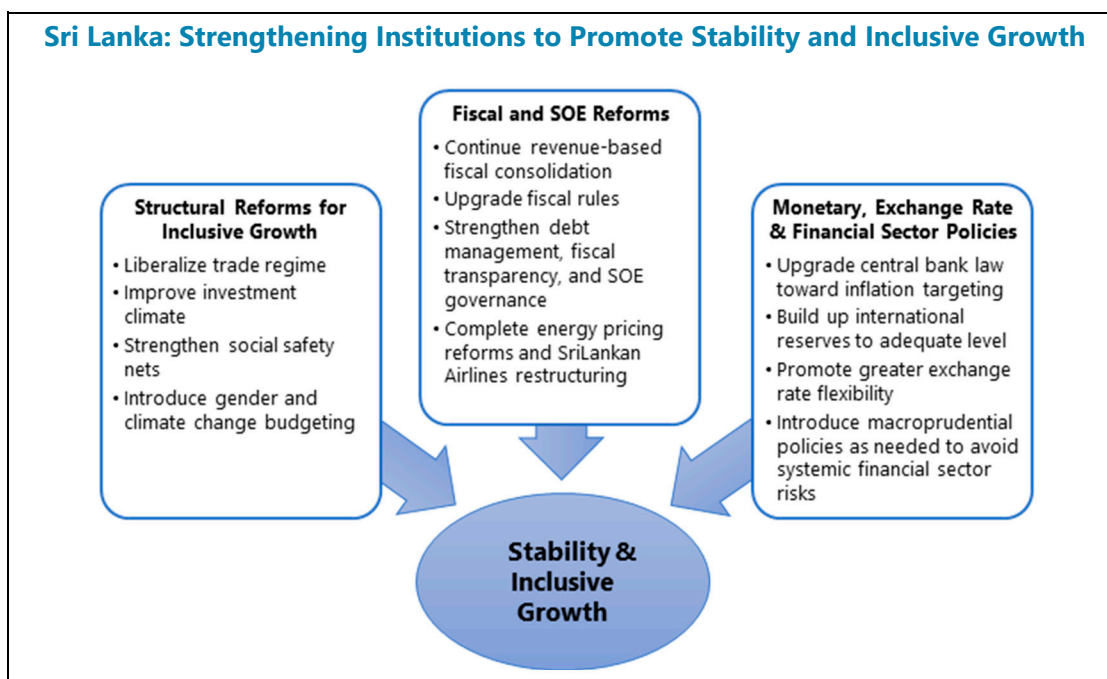 Sri Lanka: Strengthening Institutions to Promote Stability and Inclusive Growth
Structural Reforms for
Inclusive Growth
• Liberalize trade regime
• Improve investment
climate
• Strengthen social safety
nets
• Introduce gender and
climate change budgeting
Fiscal and SOE Reforms
• Continue revenue-based
fiscal consolidation
• Upgrade fiscal rules
• Strengthen debt
management, fiscal
transparency, and SOE
governance
• Complete energy pricing
reforms and SriLankan
Airlines restructuring
Monetary, Exchange Rate
& Financial Sector Policies
• Upgrade central bank law
toward inflation targeting
• Build up international
reserves to adequate level
• Promote greater exchange
rate flexibility
• Introduce macroprudential
policies as needed to avoid
systemic financial sector
risks
Stability &
Inclusive
Growth